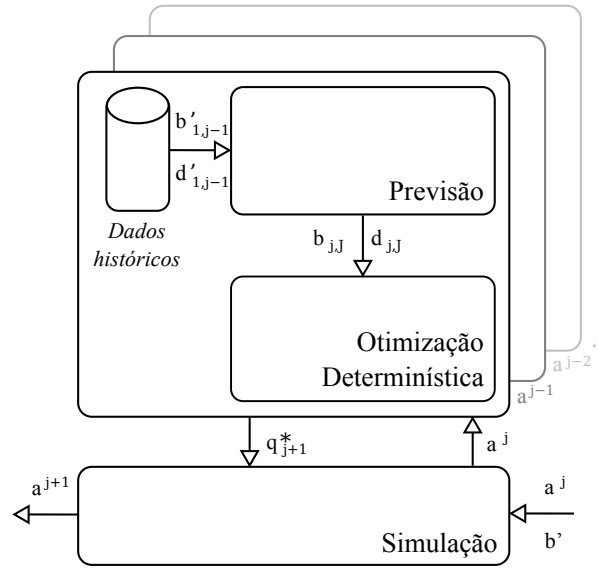 b′1,j−1
d′1,j−1
Previsão
Dados
históricos
b j,J d j,J
Otimização
Determinística
a j−2
a j−1
q*j+1
a j
a j+1
a j
b'
Simulação